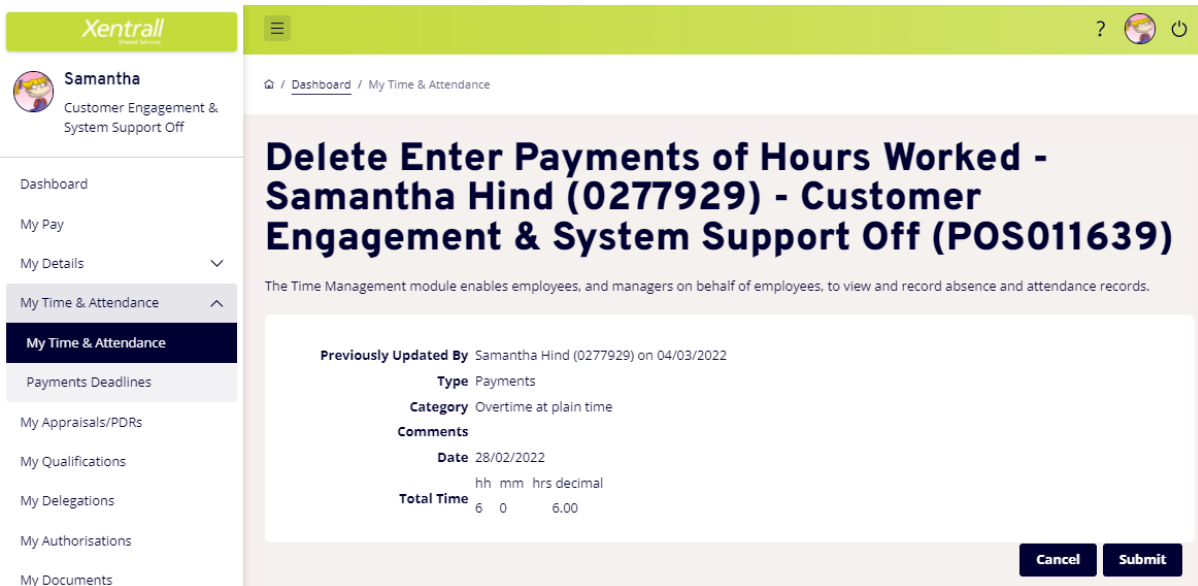 Xentrall
Shared Services
?
Samantha
Customer Engagement &
System Support Off
Dashboard
My Pay
My Details
My Time & Attendance
My Time & Attendance
Payments Deadlines
My Appraisals/PDRs
My Qualifications
My Delegations
My Authorisations
My Documents
/ Dashboard / My Time & Attendance
Delete Enter Payments of Hours Worked -
Samantha Hind (0277929) - Customer
Engagement & System Support Off (POS011639)
The Time Management module enables employees, and managers on behalf of employees, to view and record absence and attendance records.
Previously Updated By Samantha Hind (0277929) on 04/03/2022
Type Payments
Category Overtime at plain time
Comments
Date 28/02/2022
hh mm hrs decimal
Total Time
6 0 6.00
Cancel Submit